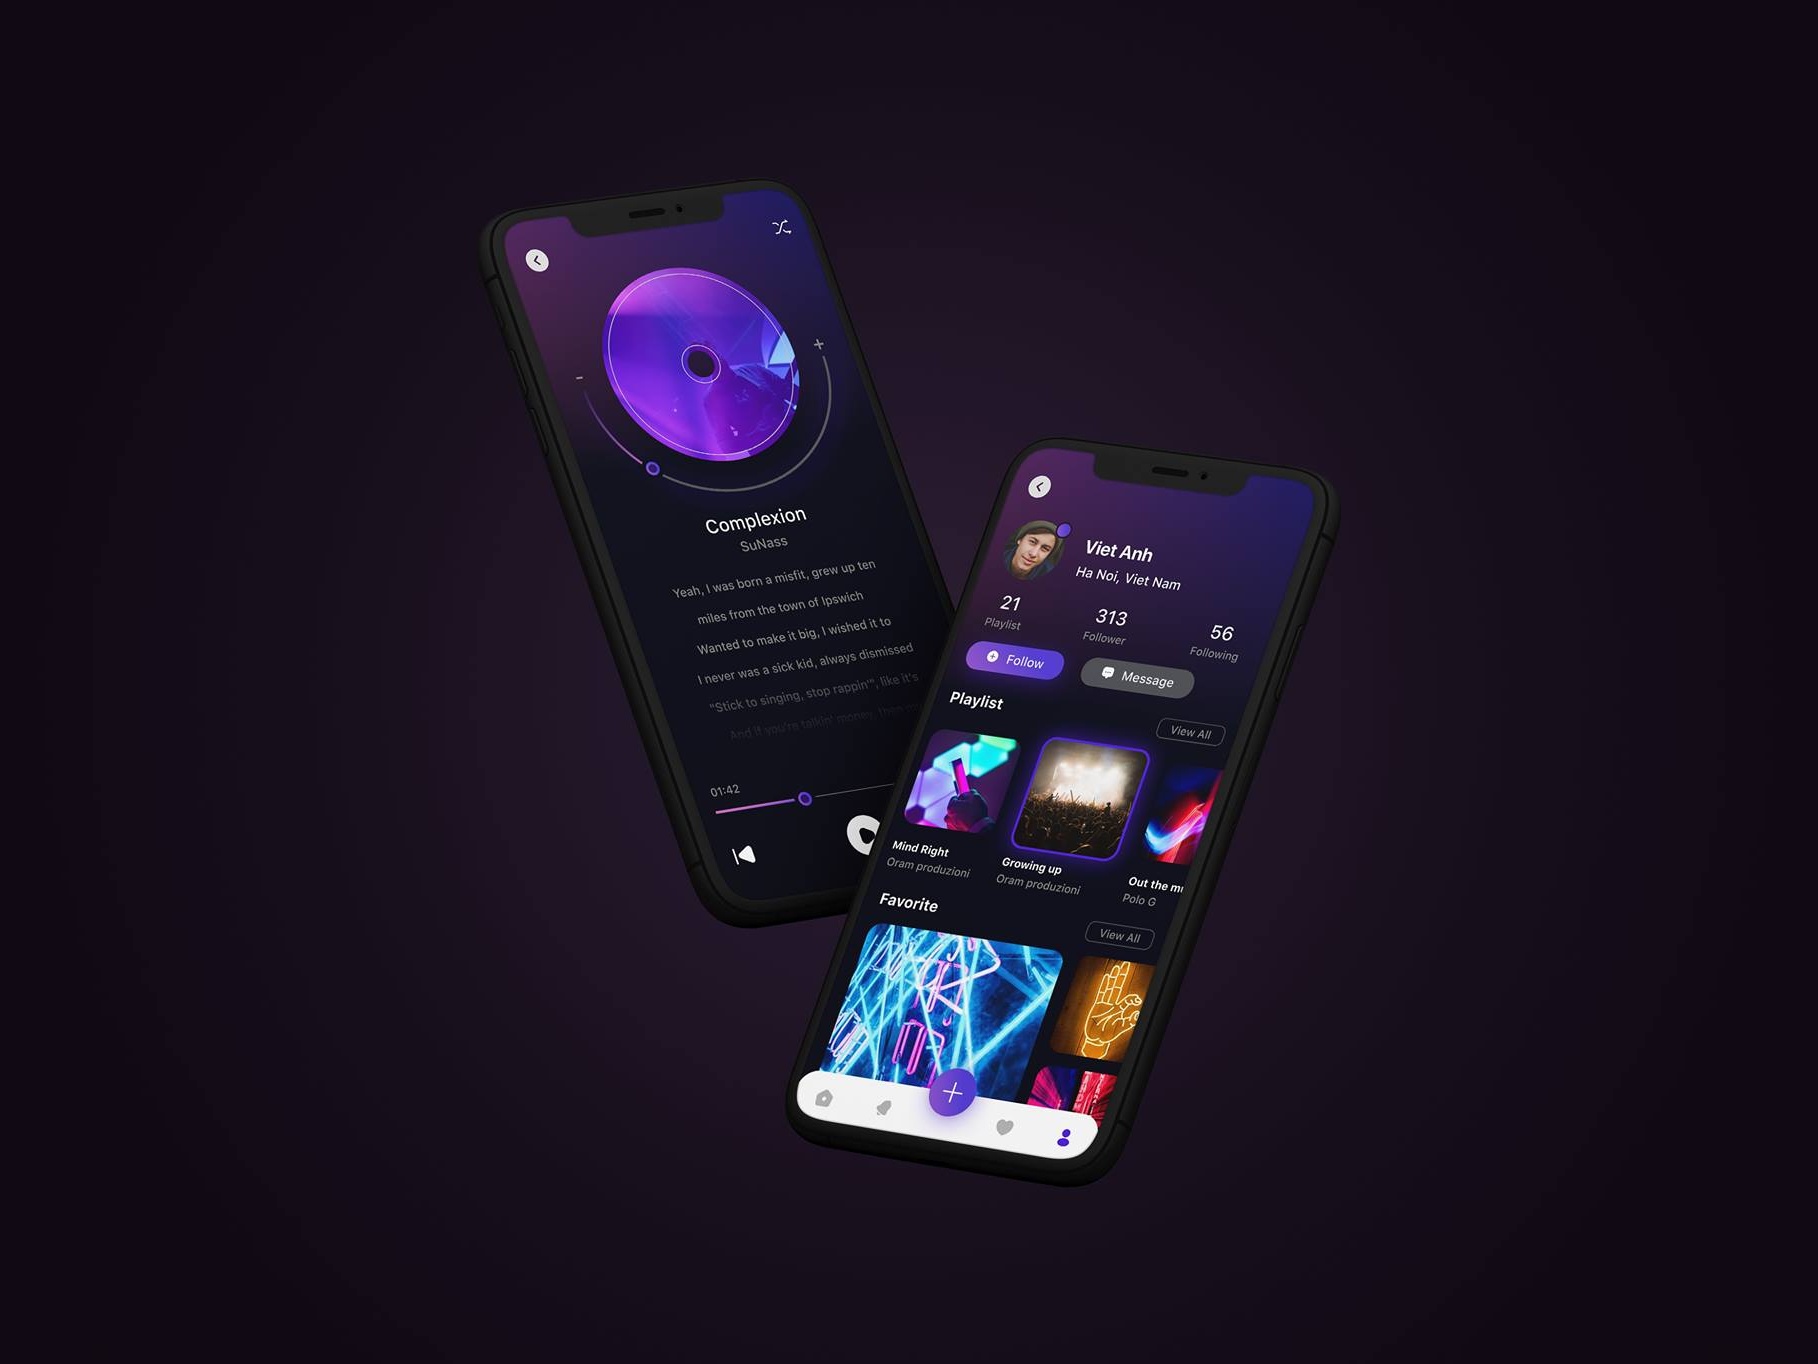 Complexion
SuNass
Yeah, I was born a misfit, grew up ten
miles from the town of Ipswich
Wanted to make it big, I wished it to
I never was a sick kid, always dismissed
"Stick to singing, stop rappin'", like it's
And if you're talkin' money, then
01:42
Viet Anh
Ha Noi, Viet Nam
21
Playlist
313
Follower
56
Following
Follow
Message
Playlist
View All
Mind Right
Oram produzioni
Growing up
Oram produzioni
Out the
Polo G
Favorite
View All